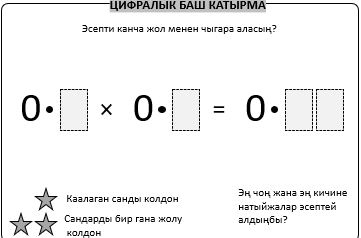 ЦИФРАЛЫК БАШ КАТЫРМА
Эсепти канча жол менен чыгара аласың?
0• × 0• = 0•
Каалаган санды колдон
Сандарды бир гана жолу
колдон
Эң чоң жана эң кичине
натыйжалар эсептей
алдыңбы?